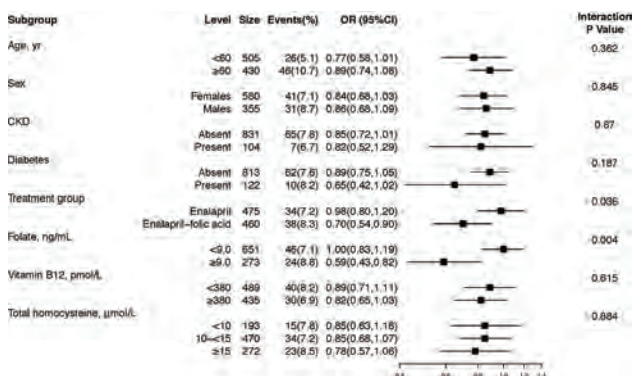 Subgroup Level Size Events(%) OR (95%CI) Interaction P Value
Age, yr 0.362
<60 505 26(5.1) 0.77(0.58,1.01)
≥60 430 46(10.7) 0.89(0.74,1.08)
Sex 0.845
Females 580 41(7.1) 0.84(0.68,1.03)
Males 355 31(8.7) 0.86(0.68,1.09)
CKD 0.67
Absent 831 65(7.8) 0.85(0.72,1.01)
Present 104 7(6.7) 0.82(0.52,1.29)
Diabetes 0.187
Absent 813 62(7.6) 0.89(0.75,1.05)
Present 122 10(8.2) 0.65(0.42,1.02)
Treatment group 0.036
Enalapril 475 34(7.2) 0.98(0.80,1.20)
Enalapril-folic acid 460 38(8.3) 0.70(0.54,0.90)
Folate, ng/mL 0.004
<9.0 651 46(7.1) 1.00(0.83,1.19)
≥9.0 273 24(8.8) 0.59(0.43,0.82)
Vitamin B12, pmol/L 0.615
<380 489 40(8.2) 0.89(0.71,1.11)
≥380 435 30(6.9) 0.82(0.65,1.03)
Total homocysteine, μmol/L 0.884
<10 193 15(7.8) 0.85(0.63,1.16)
10-<15 470 34(7.2) 0.85(0.68,1.07)
≥15 272 23(8.5) 0.78(0.57,1.06)